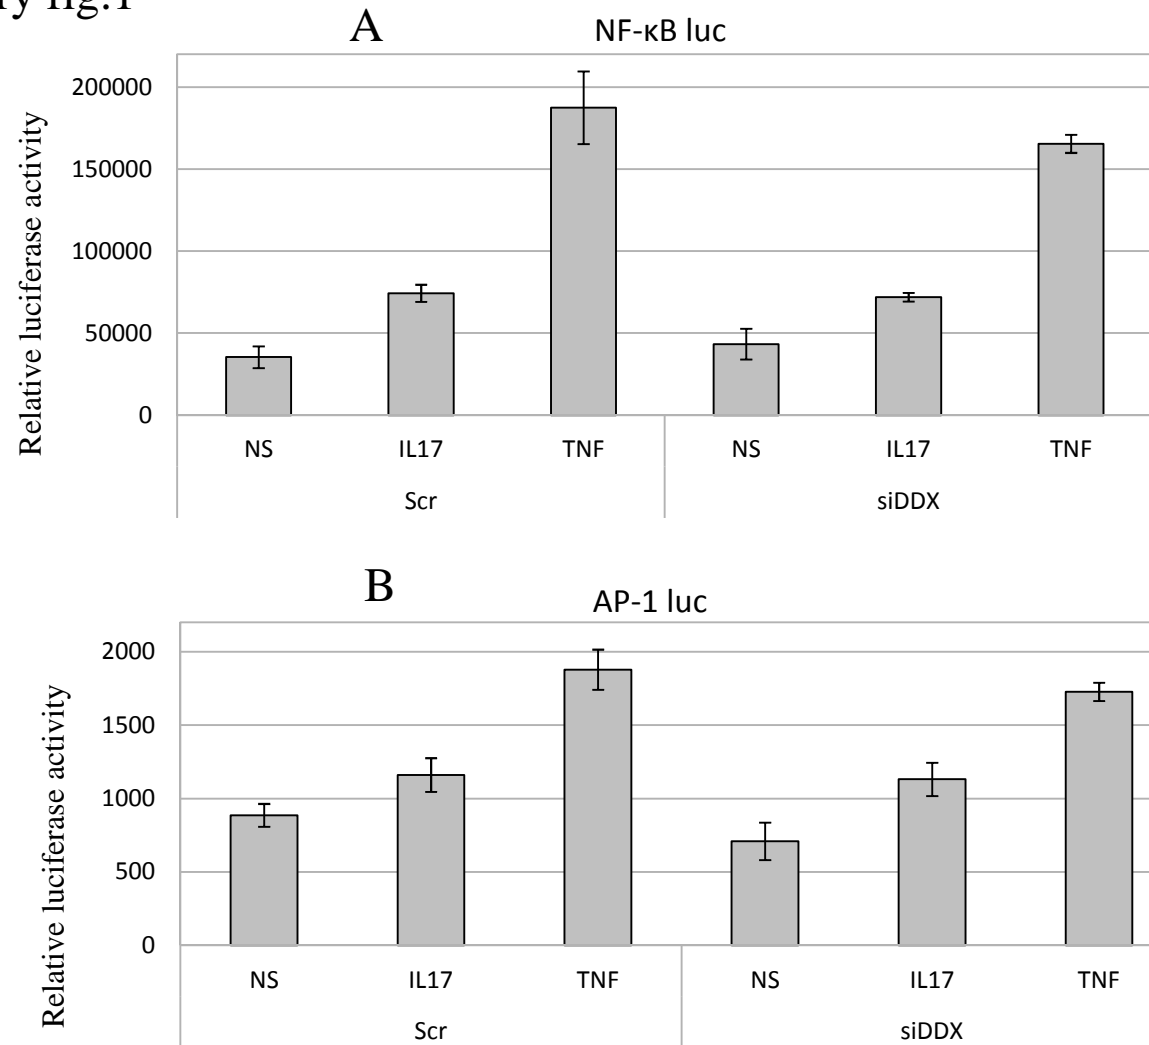 fig.1
A
NF-κB luc
Relative luciferase activity
200000
150000
100000
50000
0
NS IL17 TNF NS IL17 TNF
Scr siDDX
B
AP-1 luc
Relative luciferase activity
2000
1500
1000
500
0
NS IL17 TNF NS IL17 TNF
Scr siDDX